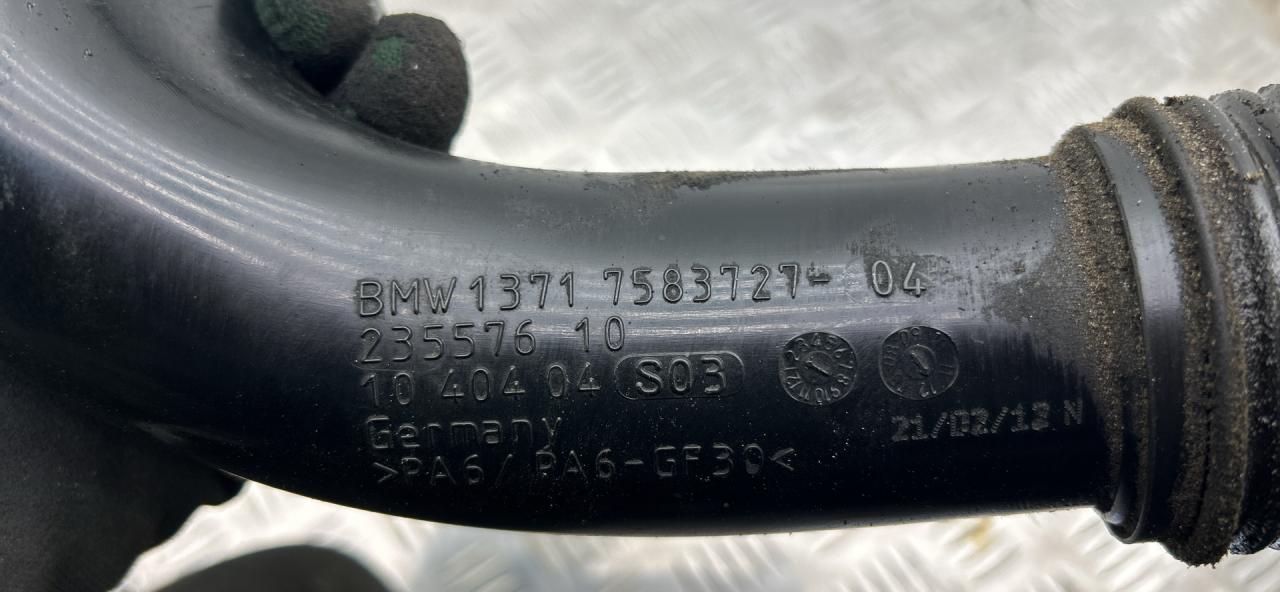 BMW 1371 7583727- 04
235576 10
10 404 04 S03
Germany
>PA6/ PA6-GF30<
21/02/12 N